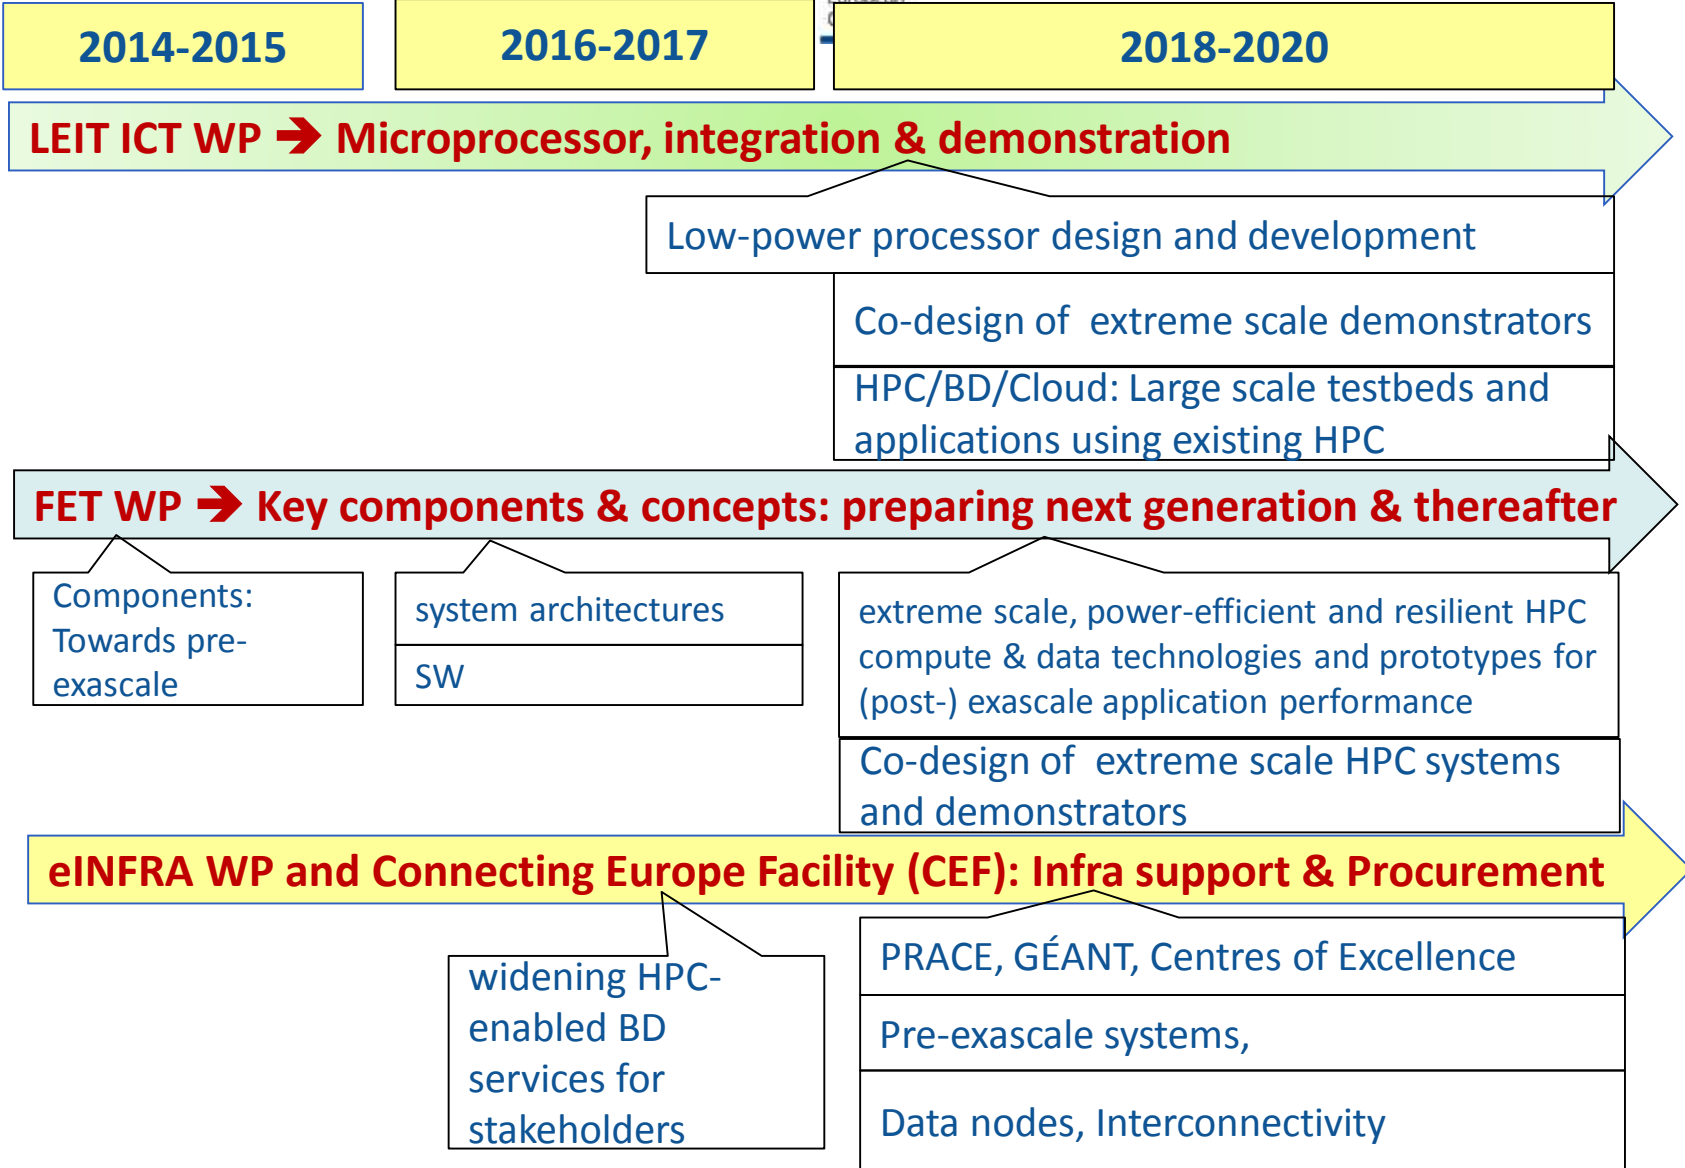 2014-2015
2016-2017
2018-2020
LEIT ICT WP ➔ Microprocessor, integration & demonstration
Low-power processor design and development
Co-design of extreme scale demonstrators
HPC/BD/Cloud: Large scale testbeds and
applications using existing HPC
FET WP ➔ Key components & concepts: preparing next generation & thereafter
Components:
Towards pre-
exascale
system architectures
SW
extreme scale, power-efficient and resilient HPC
compute & data technologies and prototypes for
(post-) exascale application performance
Co-design of extreme scale HPC systems
and demonstrators
eINFRA WP and Connecting Europe Facility (CEF): Infra support & Procurement
widening HPC-
enabled BD
services for
stakeholders
PRACE, GÉANT, Centres of Excellence
Pre-exascale systems,
Data nodes, Interconnectivity